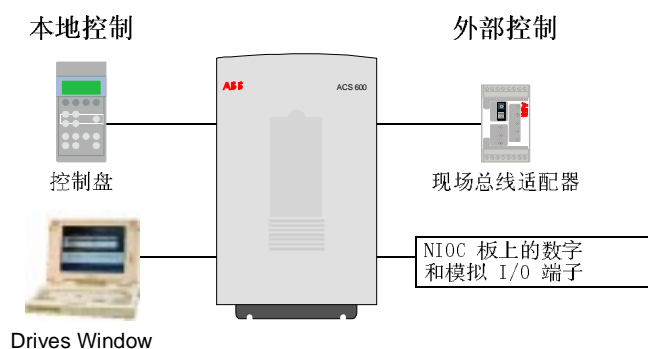 本地控制
外部控制
ABB
ACS 600
ABB
控制盘
现场总线适配器
NIOC 板上的数字
和模拟 I/O 端子
Drives Window